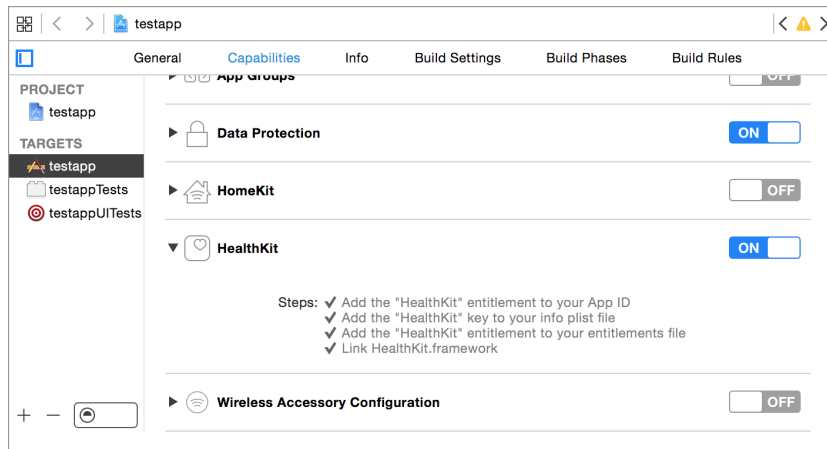 testapp
General Capabilities Info Build Settings Build Phases Build Rules
PROJECT
testapp
TARGETS
testapp
testappTests
testappUITests
App Groups OFF
Data Protection ON
HomeKit OFF
HealthKit ON
Steps: ✔ Add the "HealthKit" entitlement to your App ID
✔ Add the "HealthKit" key to your info plist file
✔ Add the "HealthKit" entitlement to your entitlements file
✔ Link HealthKit.framework
Wireless Accessory Configuration OFF